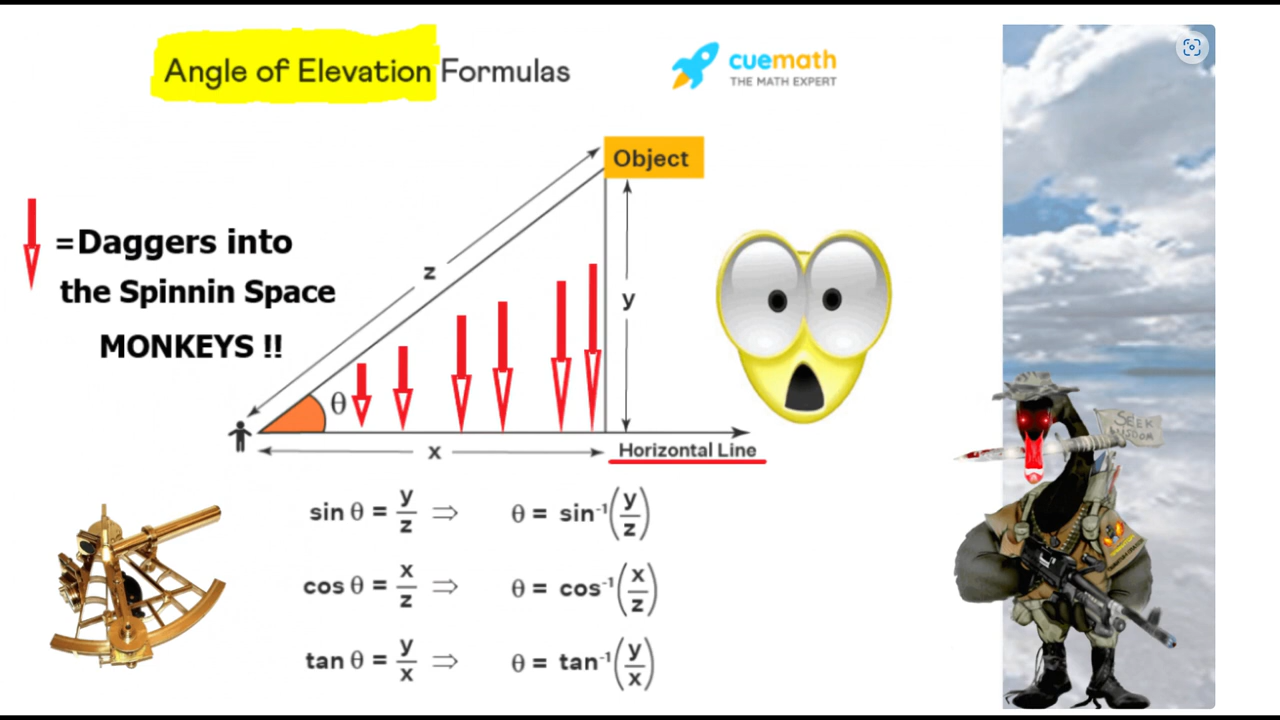 Angle of Elevation Formulas
cuemath
THE MATH EXPERT
Object
=Daggers into
the Spinnin Space
MONKEYS !!
z
y
θ
x
Horizontal Line
SEEK
WISDOM
sin θ = y/z ⇒ θ = sin⁻¹(y/z)
cos θ = x/z ⇒ θ = cos⁻¹(x/z)
tan θ = y/x ⇒ θ = tan⁻¹(y/x)